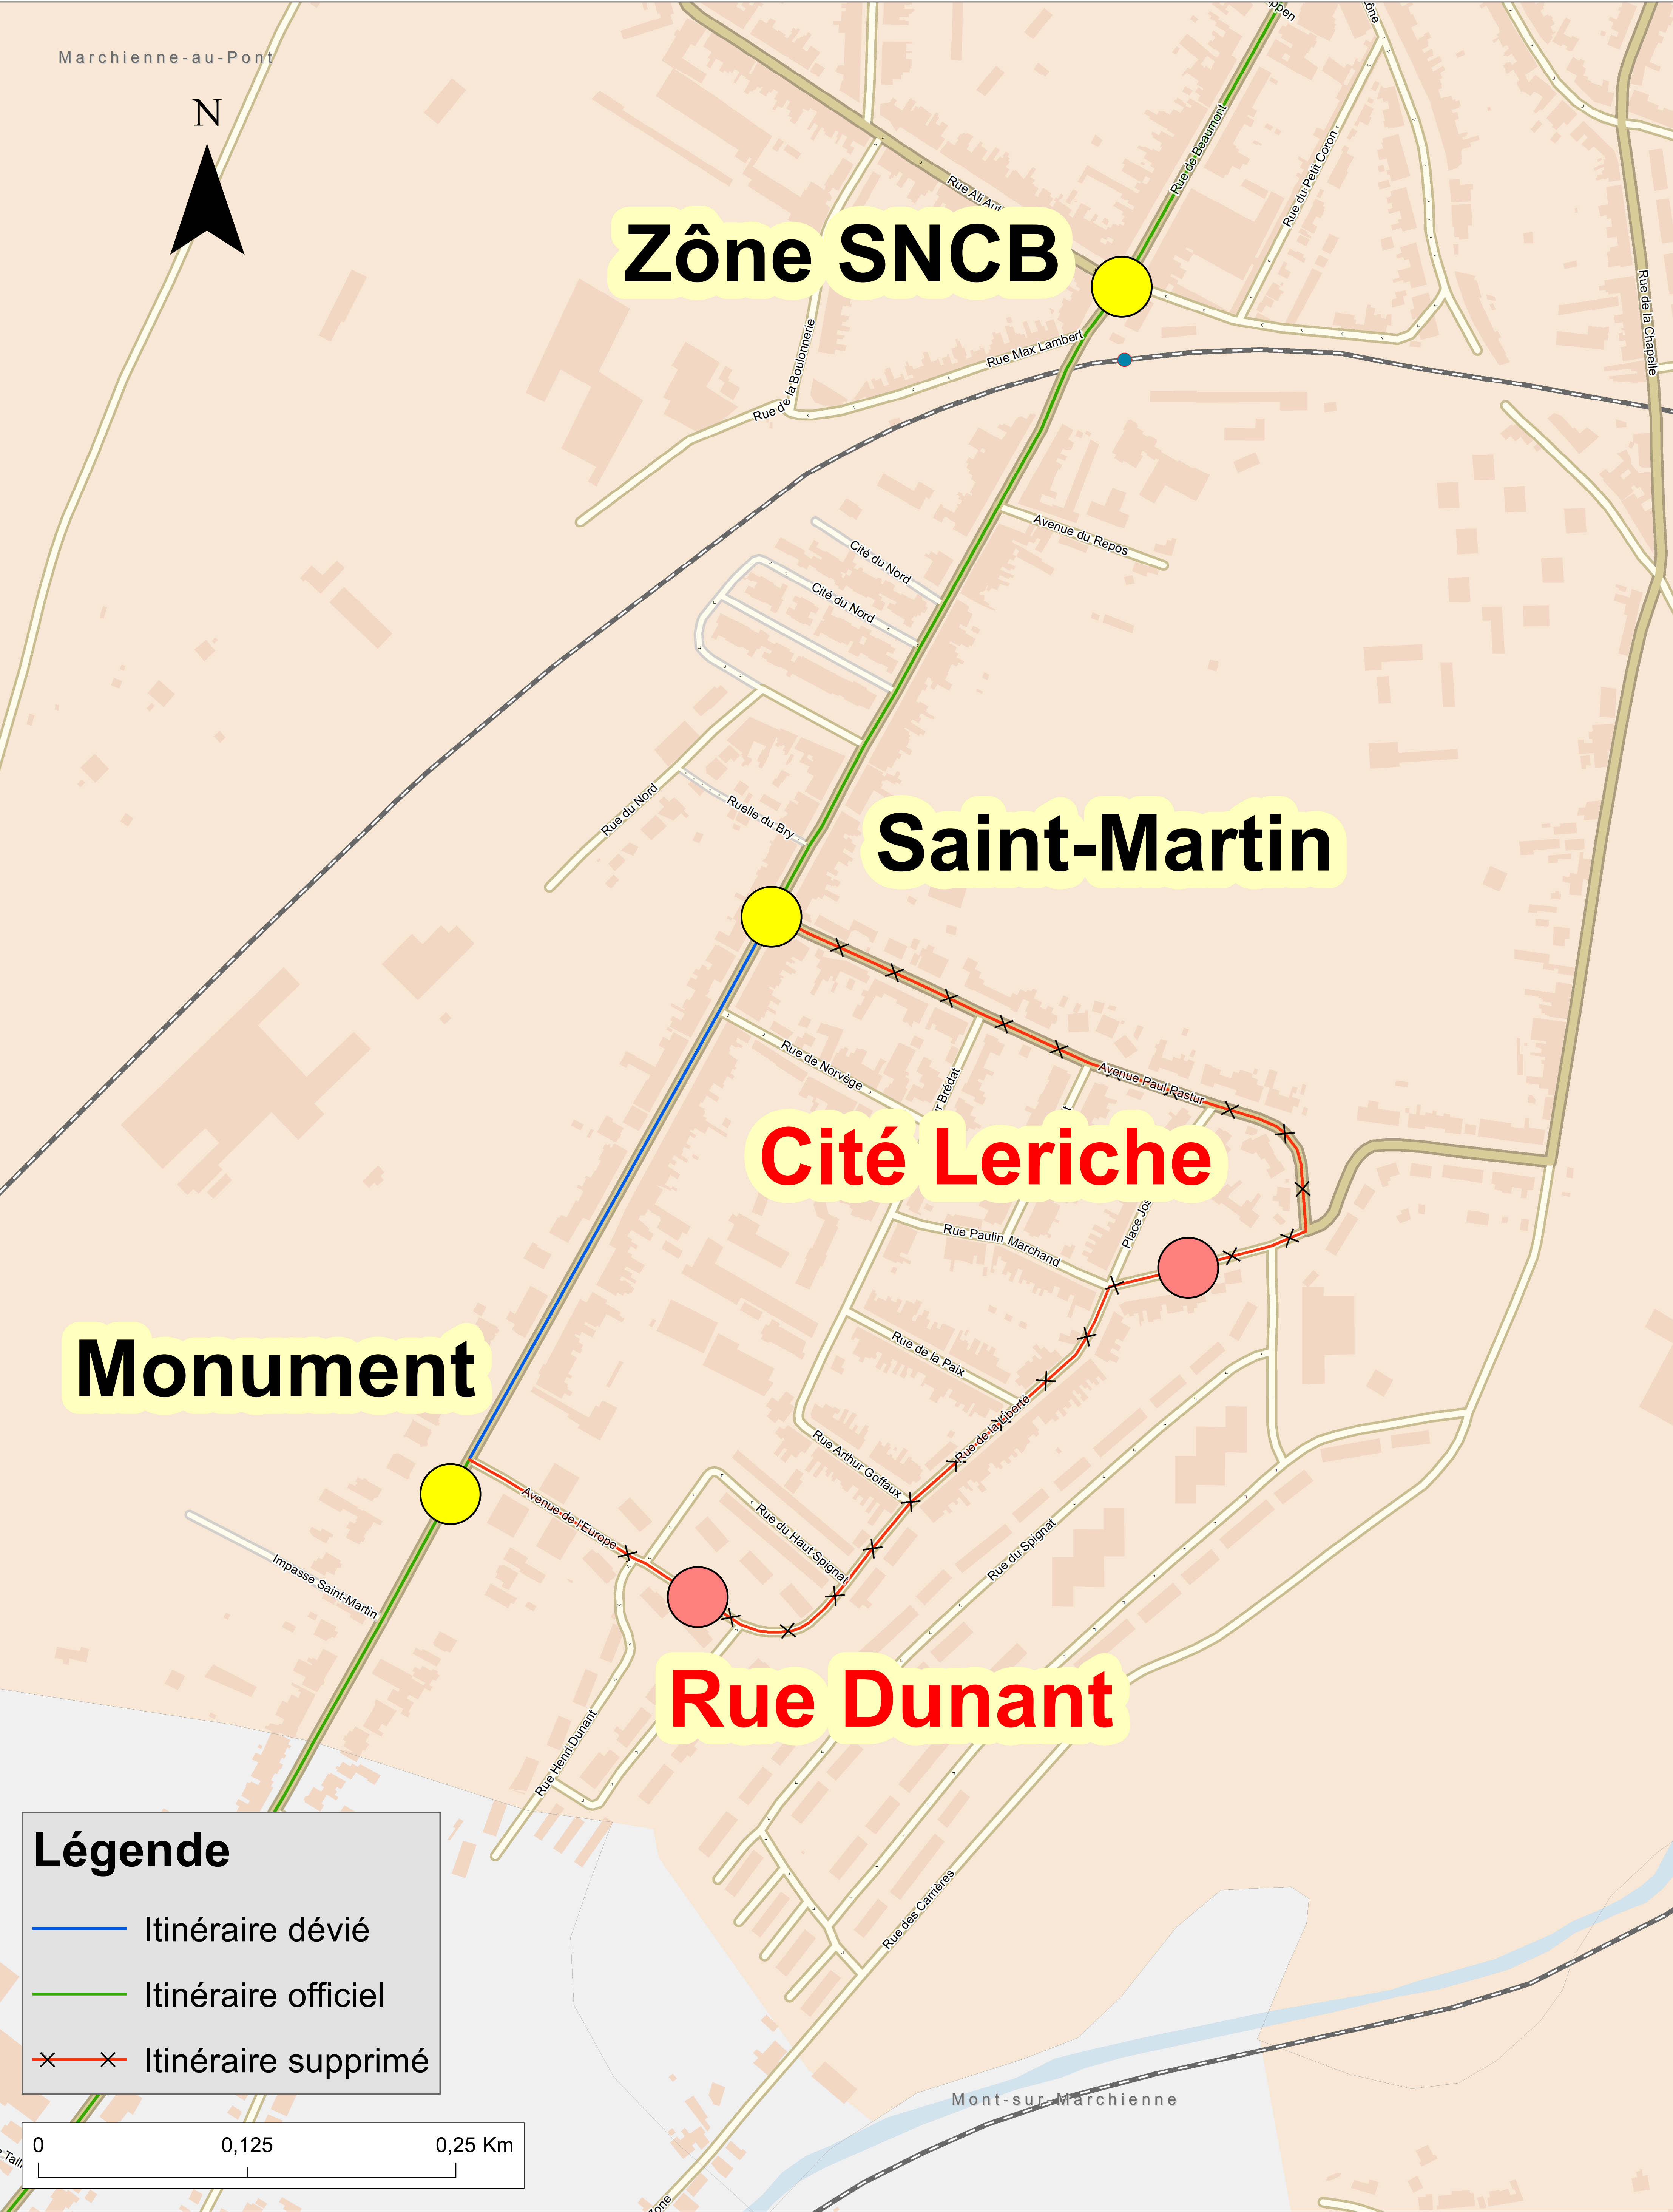 Marchienne-au-Pont
N
Rue de Beaumont
Rue du Petit Coron
Rue Ali
Zône SNCB
Rue de la Chapelle
Rue Max Lambert
Rue de la Boulonnerie
Avenue du Repos
Cité du Nord
Cité du Nord
Rue du Nord
Ruelle du Bry
Saint-Martin
Rue de Norvège
Avenue Paul Pastur
Brédat
Cité Leriche
Place
Rue Paulin Marchand
Rue de la Paix
Monument
Rue de la Liberté
Rue Arthur Goffaux
Avenue de l'Europe
Rue du Haut Spignat
Rue du Spignat
Impasse Saint-Martin
Rue Dunant
Rue Henri Dunant
Rue des Carrières
Légende
Itinéraire dévié
Itinéraire officiel
Itinéraire supprimé
Mont-sur-Marchienne
0 0,125 0,25 Km